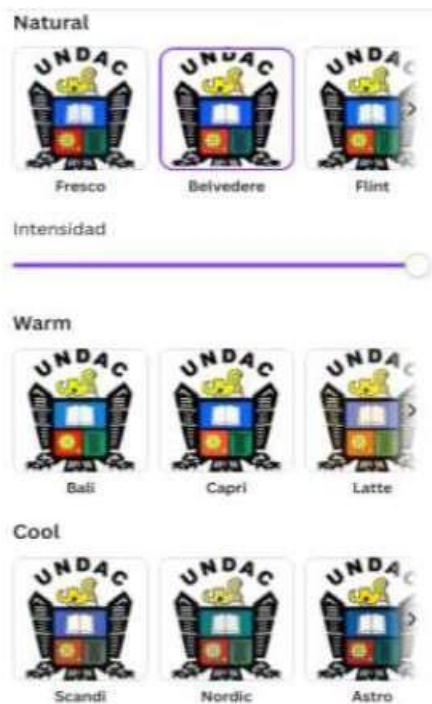 Natural
UNDAC UNDAC UNDAC
Fresco Belvedere Flint
Intensidad
Warm
UNDAC UNDAC UNDAC
Bali Capri Latte
Cool
UNDAC UNDAC UNDAC
Scandi Nordic Astro